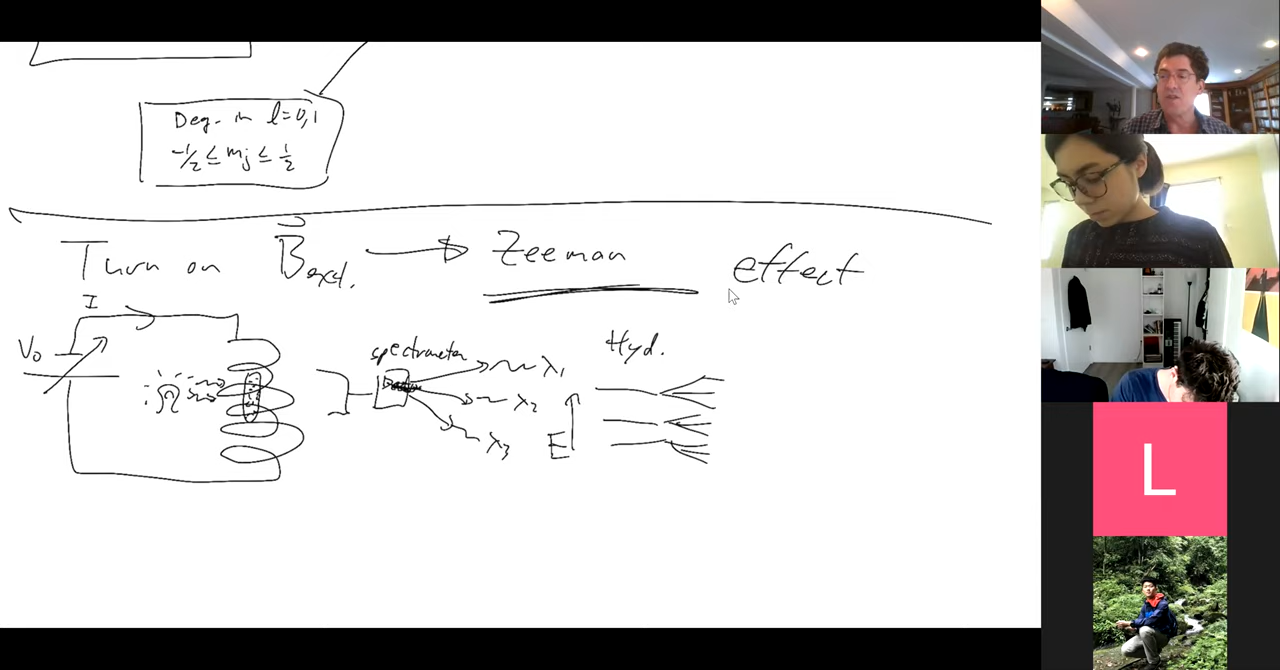 Deg. in l=0,1
-1/2 ≤ mj ≤ 1/2
Turn on B ext. → Zeeman effect
I
V0
spectrometer
λ1
λ2
λ3
E
Hyd.
L